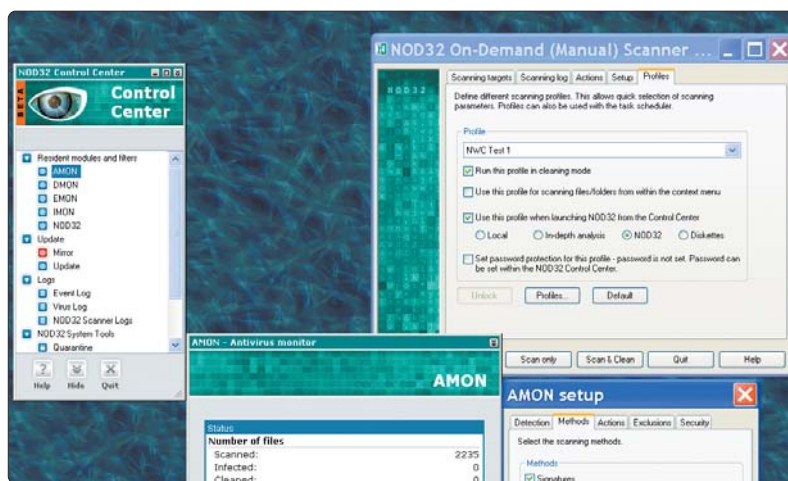 NOD32 Control Center
BETA
Control
Center
Resident modules and filters
AMON
DMON
EMON
IMON
NOD32
Update
Mirror
Update
Logs
Event Log
Virus Log
NOD32 Scanner Logs
NOD32 System Tools
Quarantine
Help Hide Quit
NOD32 On-Demand (Manual) Scanner ...
NOD32
Scanning targets Scanning log Actions Setup Profiles
Define different scanning profiles. This allows quick selection of scanning
parameters. Profiles can also be used with the task scheduler.
Profile
NWC Test 1
Run this profile in cleaning mode
Use this profile for scanning files/folders from within the context menu
Use this profile when launching NOD32 from the Control Center
Local In-depth analysis NOD32 Diskettes
Set password protection for this profile - password is not set. Password can
be set within the NOD32 Control Center.
Unlock Profiles... Default
Scan only Scan & Clean Quit Help
AMON - Antivirus monitor
AMON
Status
Number of files
Scanned: 2235
Infected: 0
Cleaned: 0
AMON setup
Detection Methods Actions Exclusions Security
Select the scanning methods.
Methods
Signatures